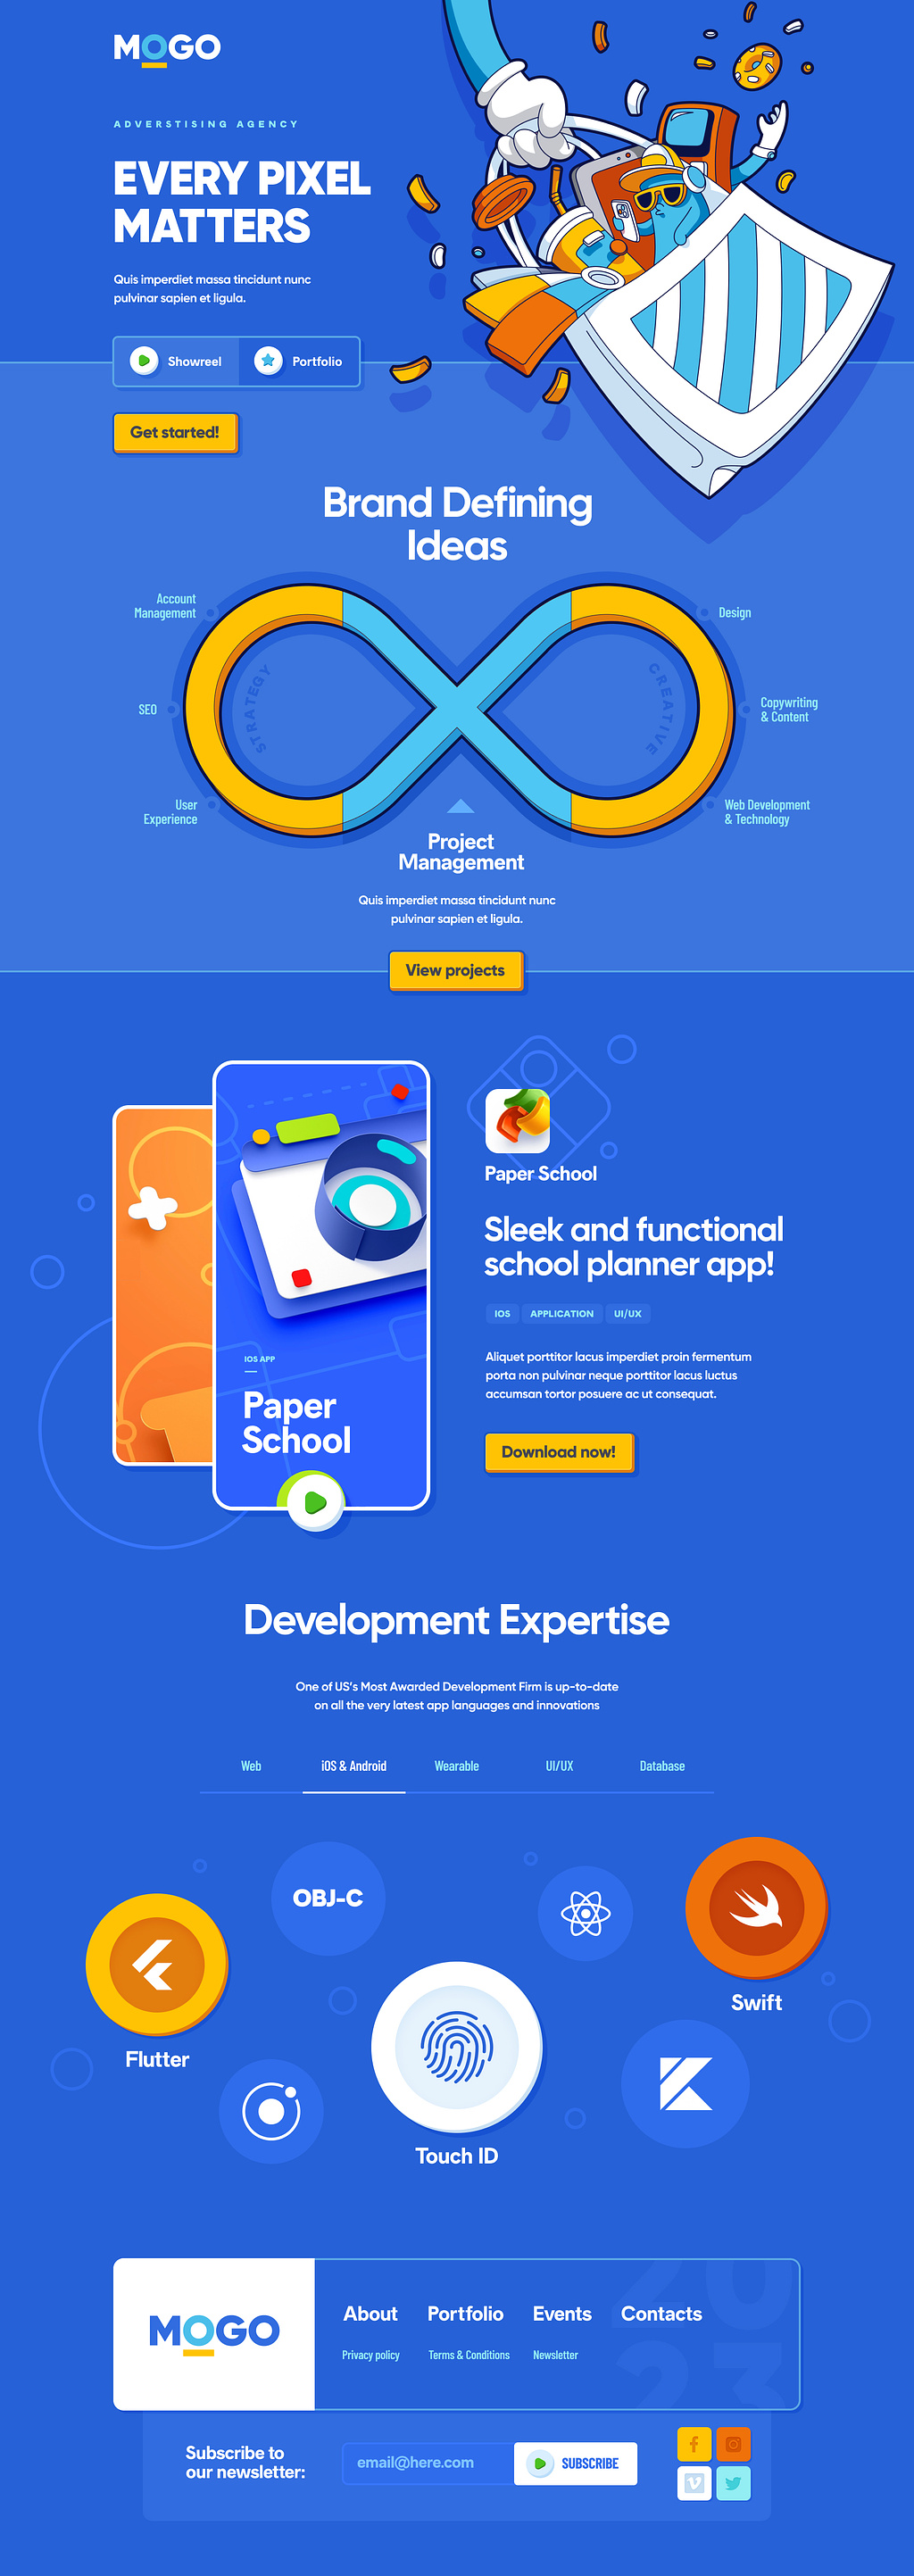 MOGO
ADVERSTISING AGENCY
EVERY PIXEL
MATTERS
Quis imperdiet massa tincidunt nunc
pulvinar sapien et ligula.
Showreel
Portfolio
Get started!
Brand Defining
Ideas
Account
Management
Design
STRATEGY
CREATIVE
SEO
Copywriting
& Content
User
Experience
Web Development
& Technology
Project
Management
Quis imperdiet massa tincidunt nunc
pulvinar sapien et ligula.
View projects
IOS APP
Paper
School
Paper School
Sleek and functional
school planner app!
IOS
APPLICATION
UI/UX
Aliquet porttitor lacus imperdiet proin fermentum
porta non pulvinar neque porttitor lacus luctus
accumsan tortor posuere ac ut consequat.
Download now!
Development Expertise
One of US's Most Awarded Development Firm is up-to-date
on all the very latest app languages and innovations
Web
iOS & Android
Wearable
UI/UX
Database
OBJ-C
Swift
Flutter
Touch ID
MOGO
About
Portfolio
Events
Contacts
Privacy policy
Terms & Conditions
Newsletter
20
23
Subscribe to
our newsletter:
email@here.com
SUBSCRIBE